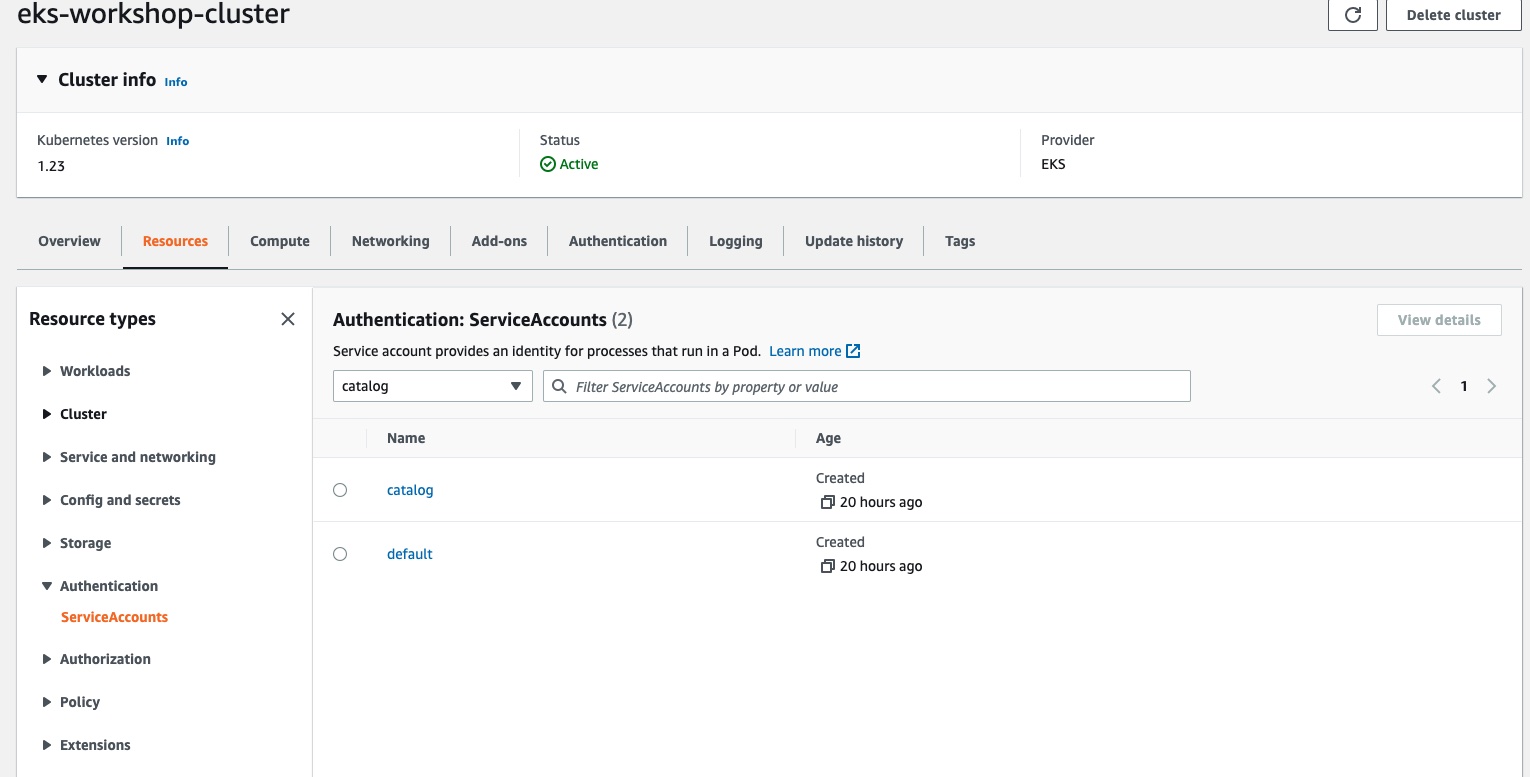 eks-workshop-cluster
Delete cluster
Cluster info Info
Kubernetes version Info
1.23
Status
Active
Provider
EKS
Overview
Resources
Compute
Networking
Add-ons
Authentication
Logging
Update history
Tags
Resource types
Workloads
Cluster
Service and networking
Config and secrets
Storage
Authentication
ServiceAccounts
Authorization
Policy
Extensions
Authentication: ServiceAccounts (2)
View details
Service account provides an identity for processes that run in a Pod. Learn more
catalog
Filter ServiceAccounts by property or value
1
Name
Age
catalog
Created
20 hours ago
default
Created
20 hours ago